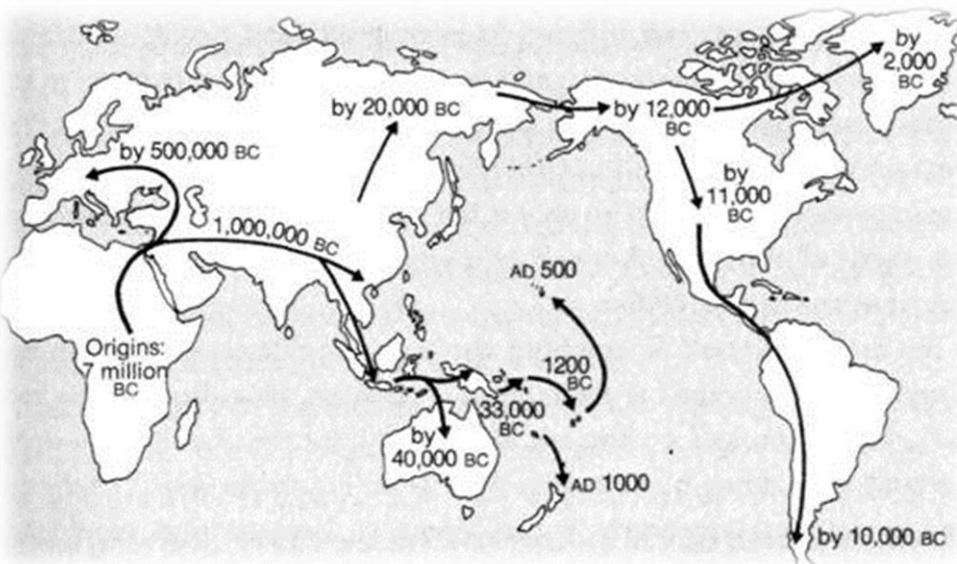 by
2,000
BC
by 20,000 BC
by 12,000
BC
by 500,000 BC
by
11,000
BC
1,000,000 BC
AD 500
Origins:
7 million
BC
1200
BC
33,000
BC
by
40,000 BC
AD 1000
by 10,000 BC